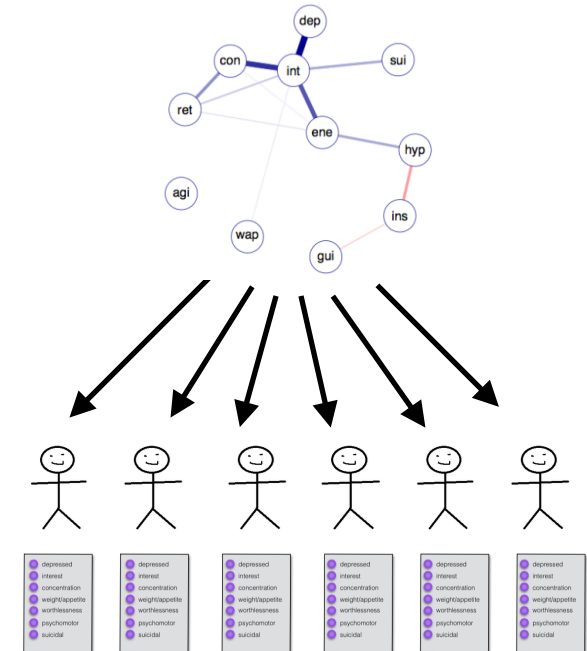 dep
con
int
sui
ret
ene
hyp
agi
ins
wap
gui
depressed
interest
concentration
weight/appetite
worthlessness
psychomotor
suicidal
depressed
interest
concentration
weight/appetite
worthlessness
psychomotor
suicidal
depressed
interest
concentration
weight/appetite
worthlessness
psychomotor
suicidal
depressed
interest
concentration
weight/appetite
worthlessness
psychomotor
suicidal
depressed
interest
concentration
weight/appetite
worthlessness
psychomotor
suicidal
depressed
interest
concentration
weight/appetite
worthlessness
psychomotor
suicidal